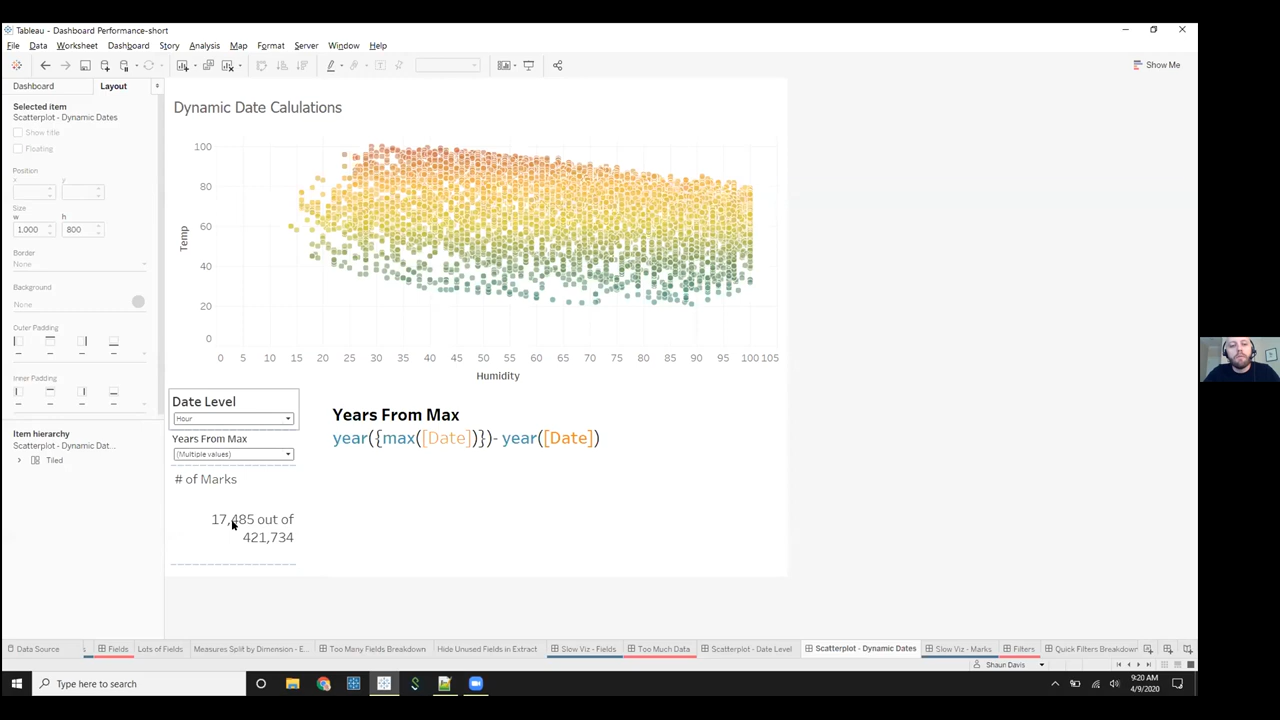 Tableau - Dashboard Performance-short
File Data Worksheet Dashboard Story Analysis Map Format Server Window Help
Show Me
Dashboard Layout
Selected item
Scatterplot - Dynamic Dates
Show title
Floating
Position
x y
Size
w h
1,000 800
Border
None
Background
None
Outer Padding
Inner Padding
Item hierarchy
Scatterplot - Dynamic Dat...
Tiled
Dynamic Date Calulations
100
80
60
40
20
0
Temp
0 5 10 15 20 25 30 35 40 45 50 55 60 65 70 75 80 85 90 95 100 105
Humidity
Date Level
Hour
Years From Max
(Multiple values)
# of Marks
17,485 out of
421,734
Years From Max
year({max([Date])})- year([Date])
Data Source s Fields Lots of Fields Measures Split by Dimension - E... Too Many Fields Breakdown Hide Unused Fields in Extract Slow Viz - Fields Too Much Data Scatterplot - Date Level Scatterplot - Dynamic Dates Slow Viz - Marks Filters Quick Filters Breakdown
Shaun Davis
Type here to search
9:20 AM
4/9/2020